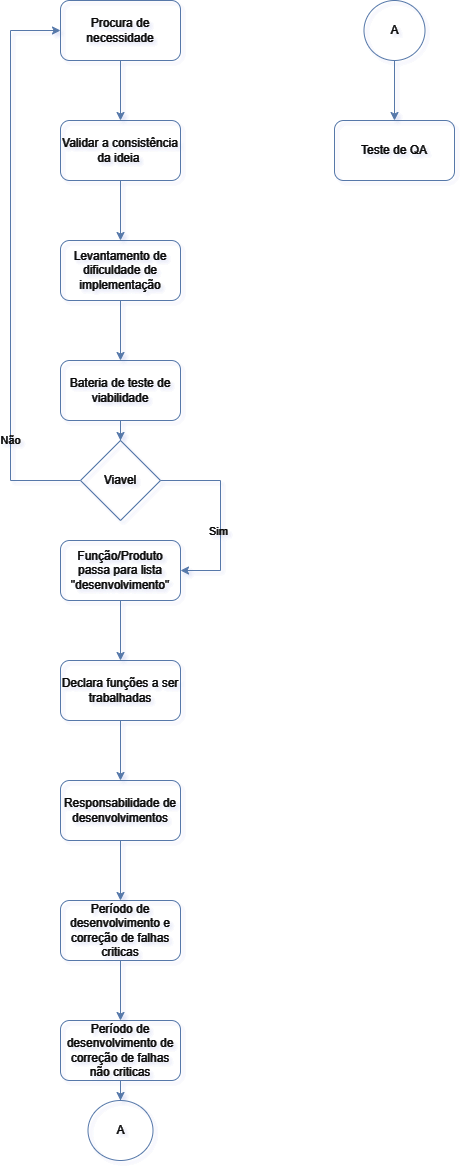 Procura de
necessidade
Validar a consistência
da ideia
Levantamento de
dificuldade de
implementação
Bateria de teste de
viabilidade
Não
Viavel
Sim
Função/Produto
passa para lista
"desenvolvimento"
Declara funções a ser
trabalhadas
Responsabilidade de
desenvolvimentos
Período de
desenvolvimento e
correção de falhas
criticas
Período de
desenvolvimento de
correção de falhas
não criticas
A
A
Teste de QA